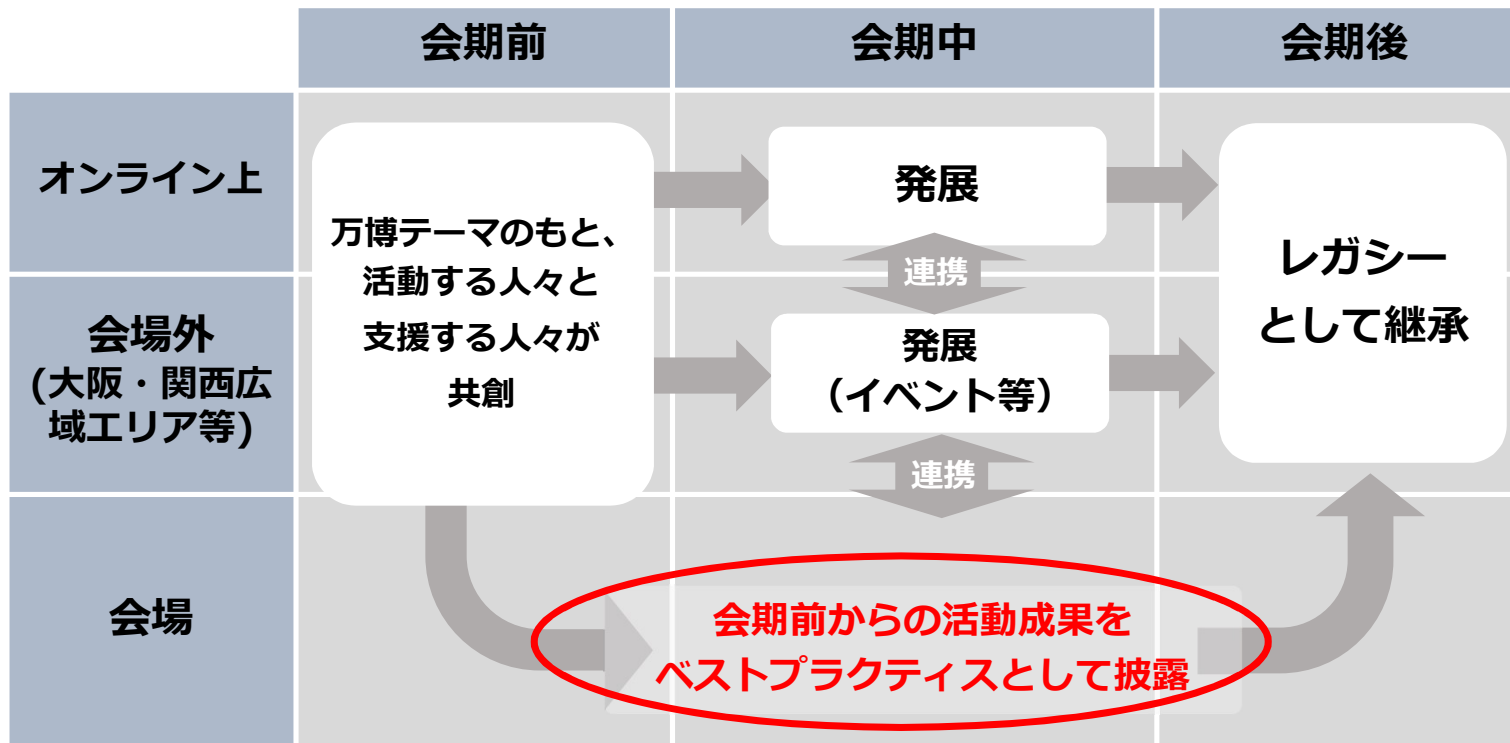 会期前
会期中
会期後
オンライン上
万博テーマのもと、
活動する人々と
支援する人々が
共創
発展
連携
レガシー
として継承
会場外
(大阪・関西広
域エリア等)
発展
（イベント等）
連携
会場
会期前からの活動成果を
ベストプラクティスとして披露